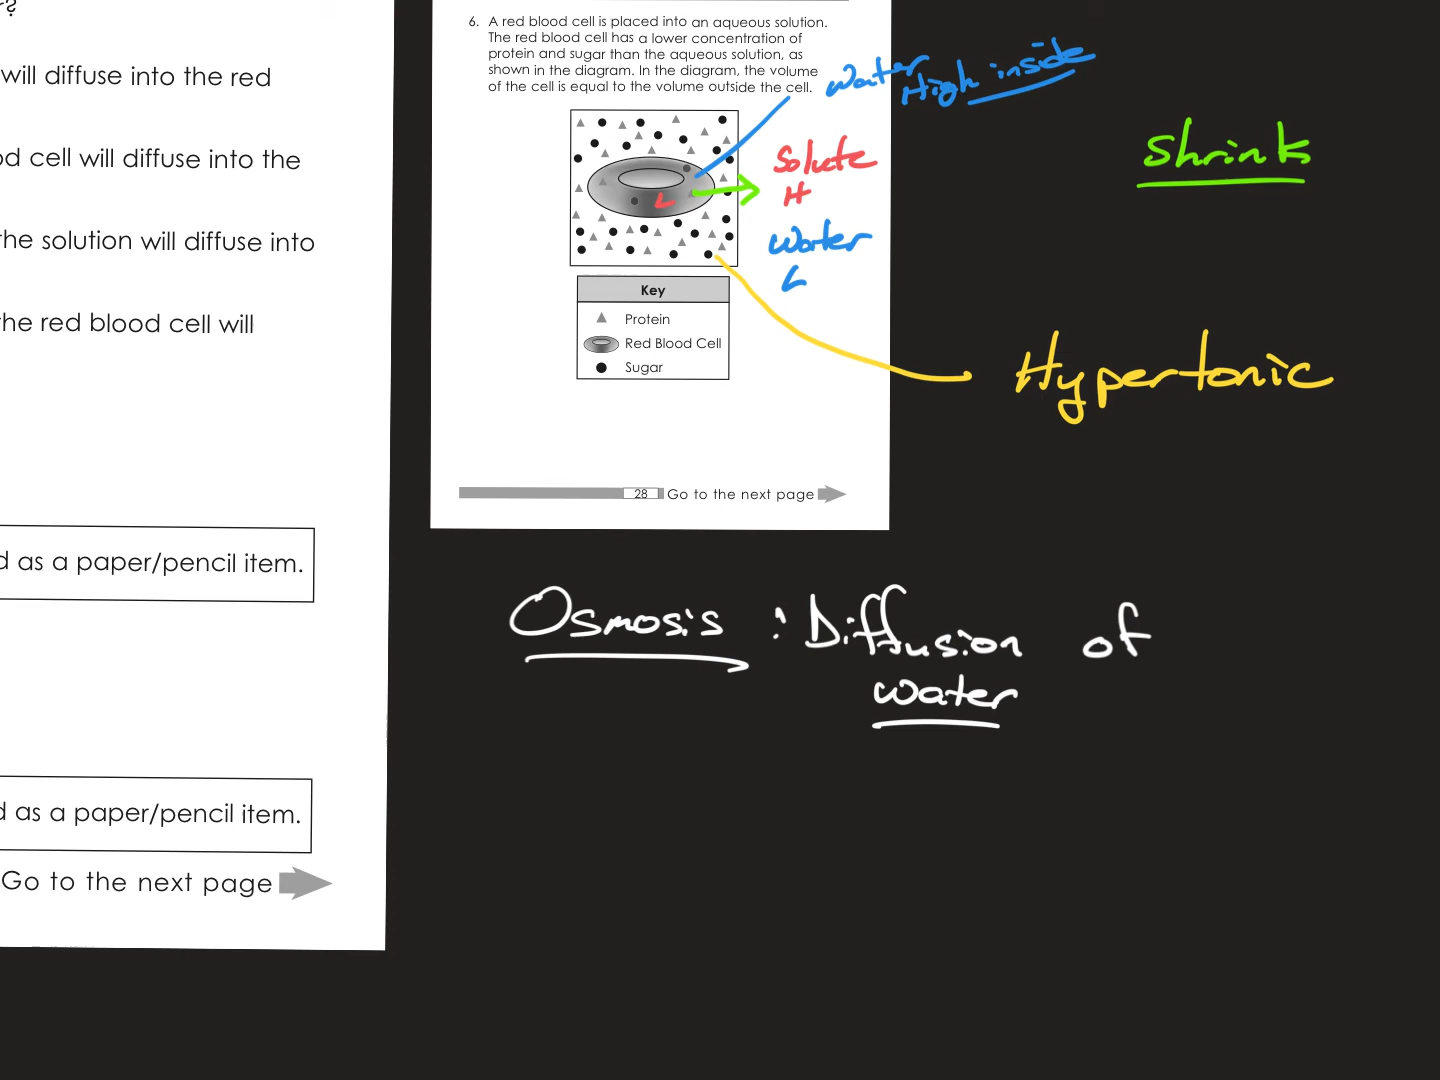 r?
will diffuse into the red
od cell will diffuse into the
the solution will diffuse into
the red blood cell will
d as a paper/pencil item.
d as a paper/pencil item.
Go to the next page
6. A red blood cell is placed into an aqueous solution.
The red blood cell has a lower concentration of
protein and sugar than the aqueous solution, as
shown in the diagram. In the diagram, the volume
of the cell is equal to the volume outside the cell.
Water
High inside
Solute
H
L
Water
L
Shrink
Key
Protein
Red Blood Cell
Sugar
Hypertonic
28 Go to the next page
Osmosis : Diffusion of
water